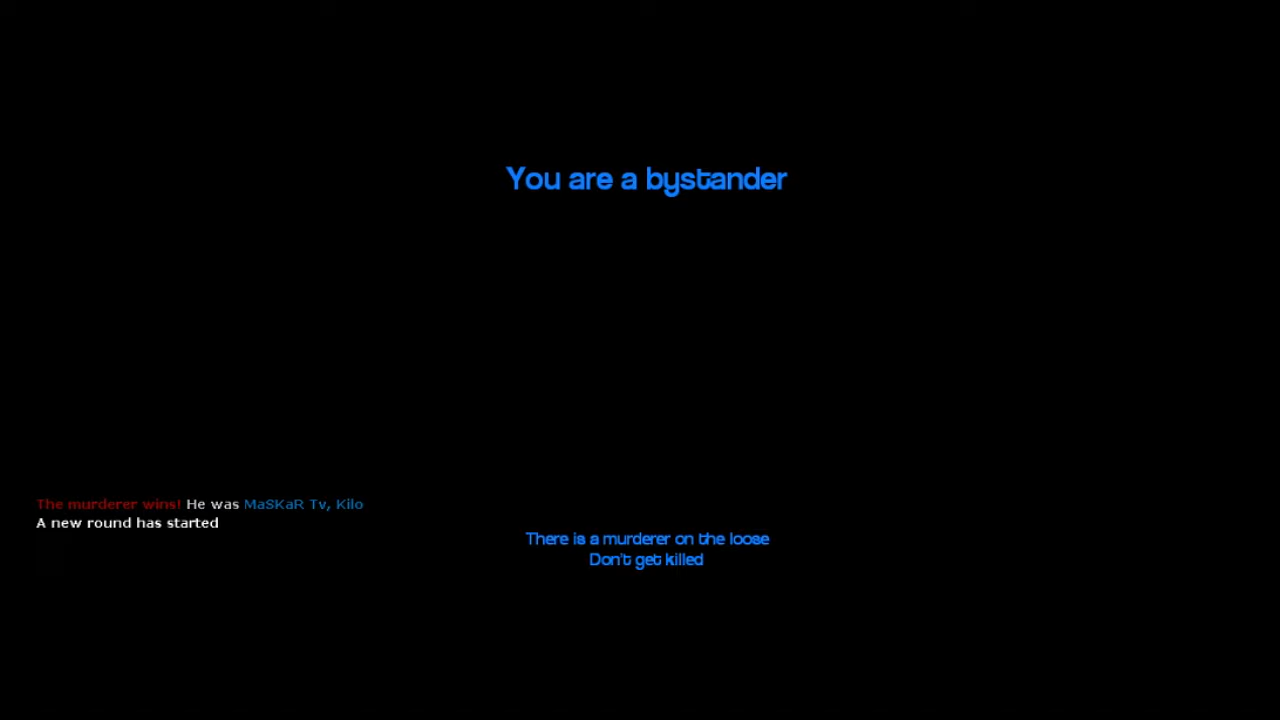 You are a bystander
The murderer wins! He was MaSKaR Tv, Kilo
A new round has started
There is a murderer on the loose
Don't get killed